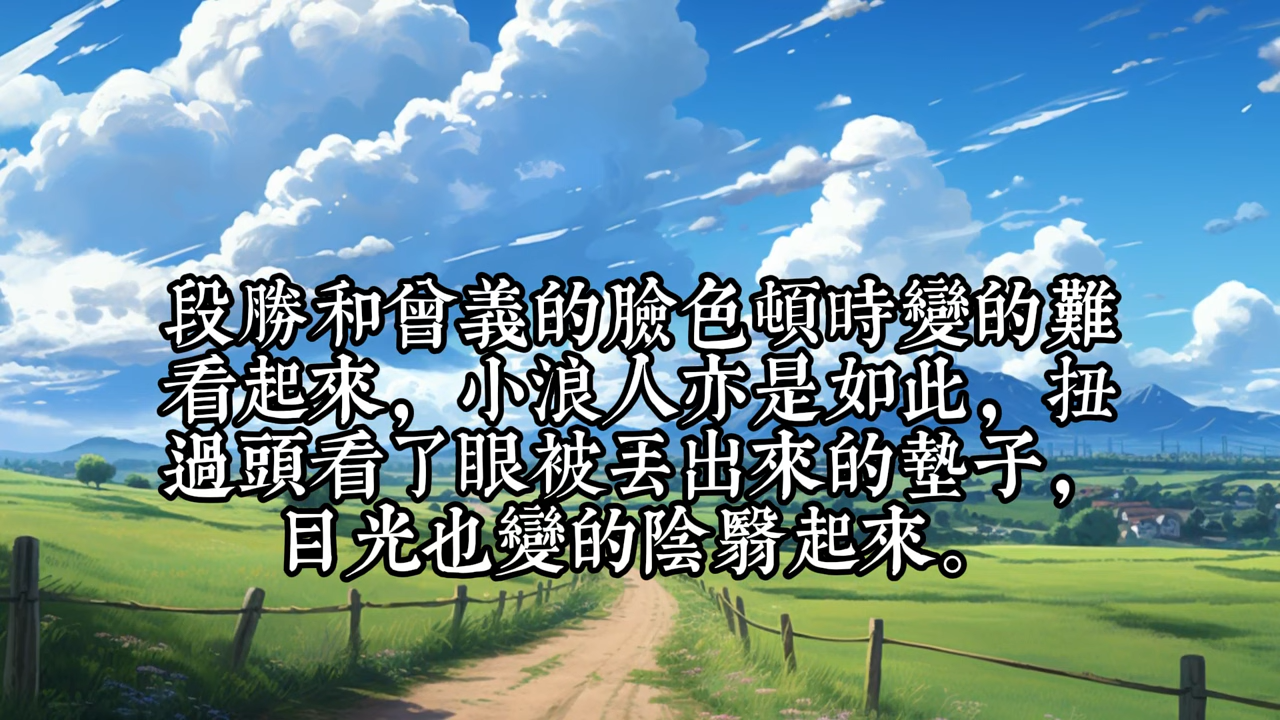 段勝和曾義的臉色頓時變的難
看起來，小浪人亦是如此，扭
過頭看了眼被丟出來的墊子，
目光也變的陰翳起來。